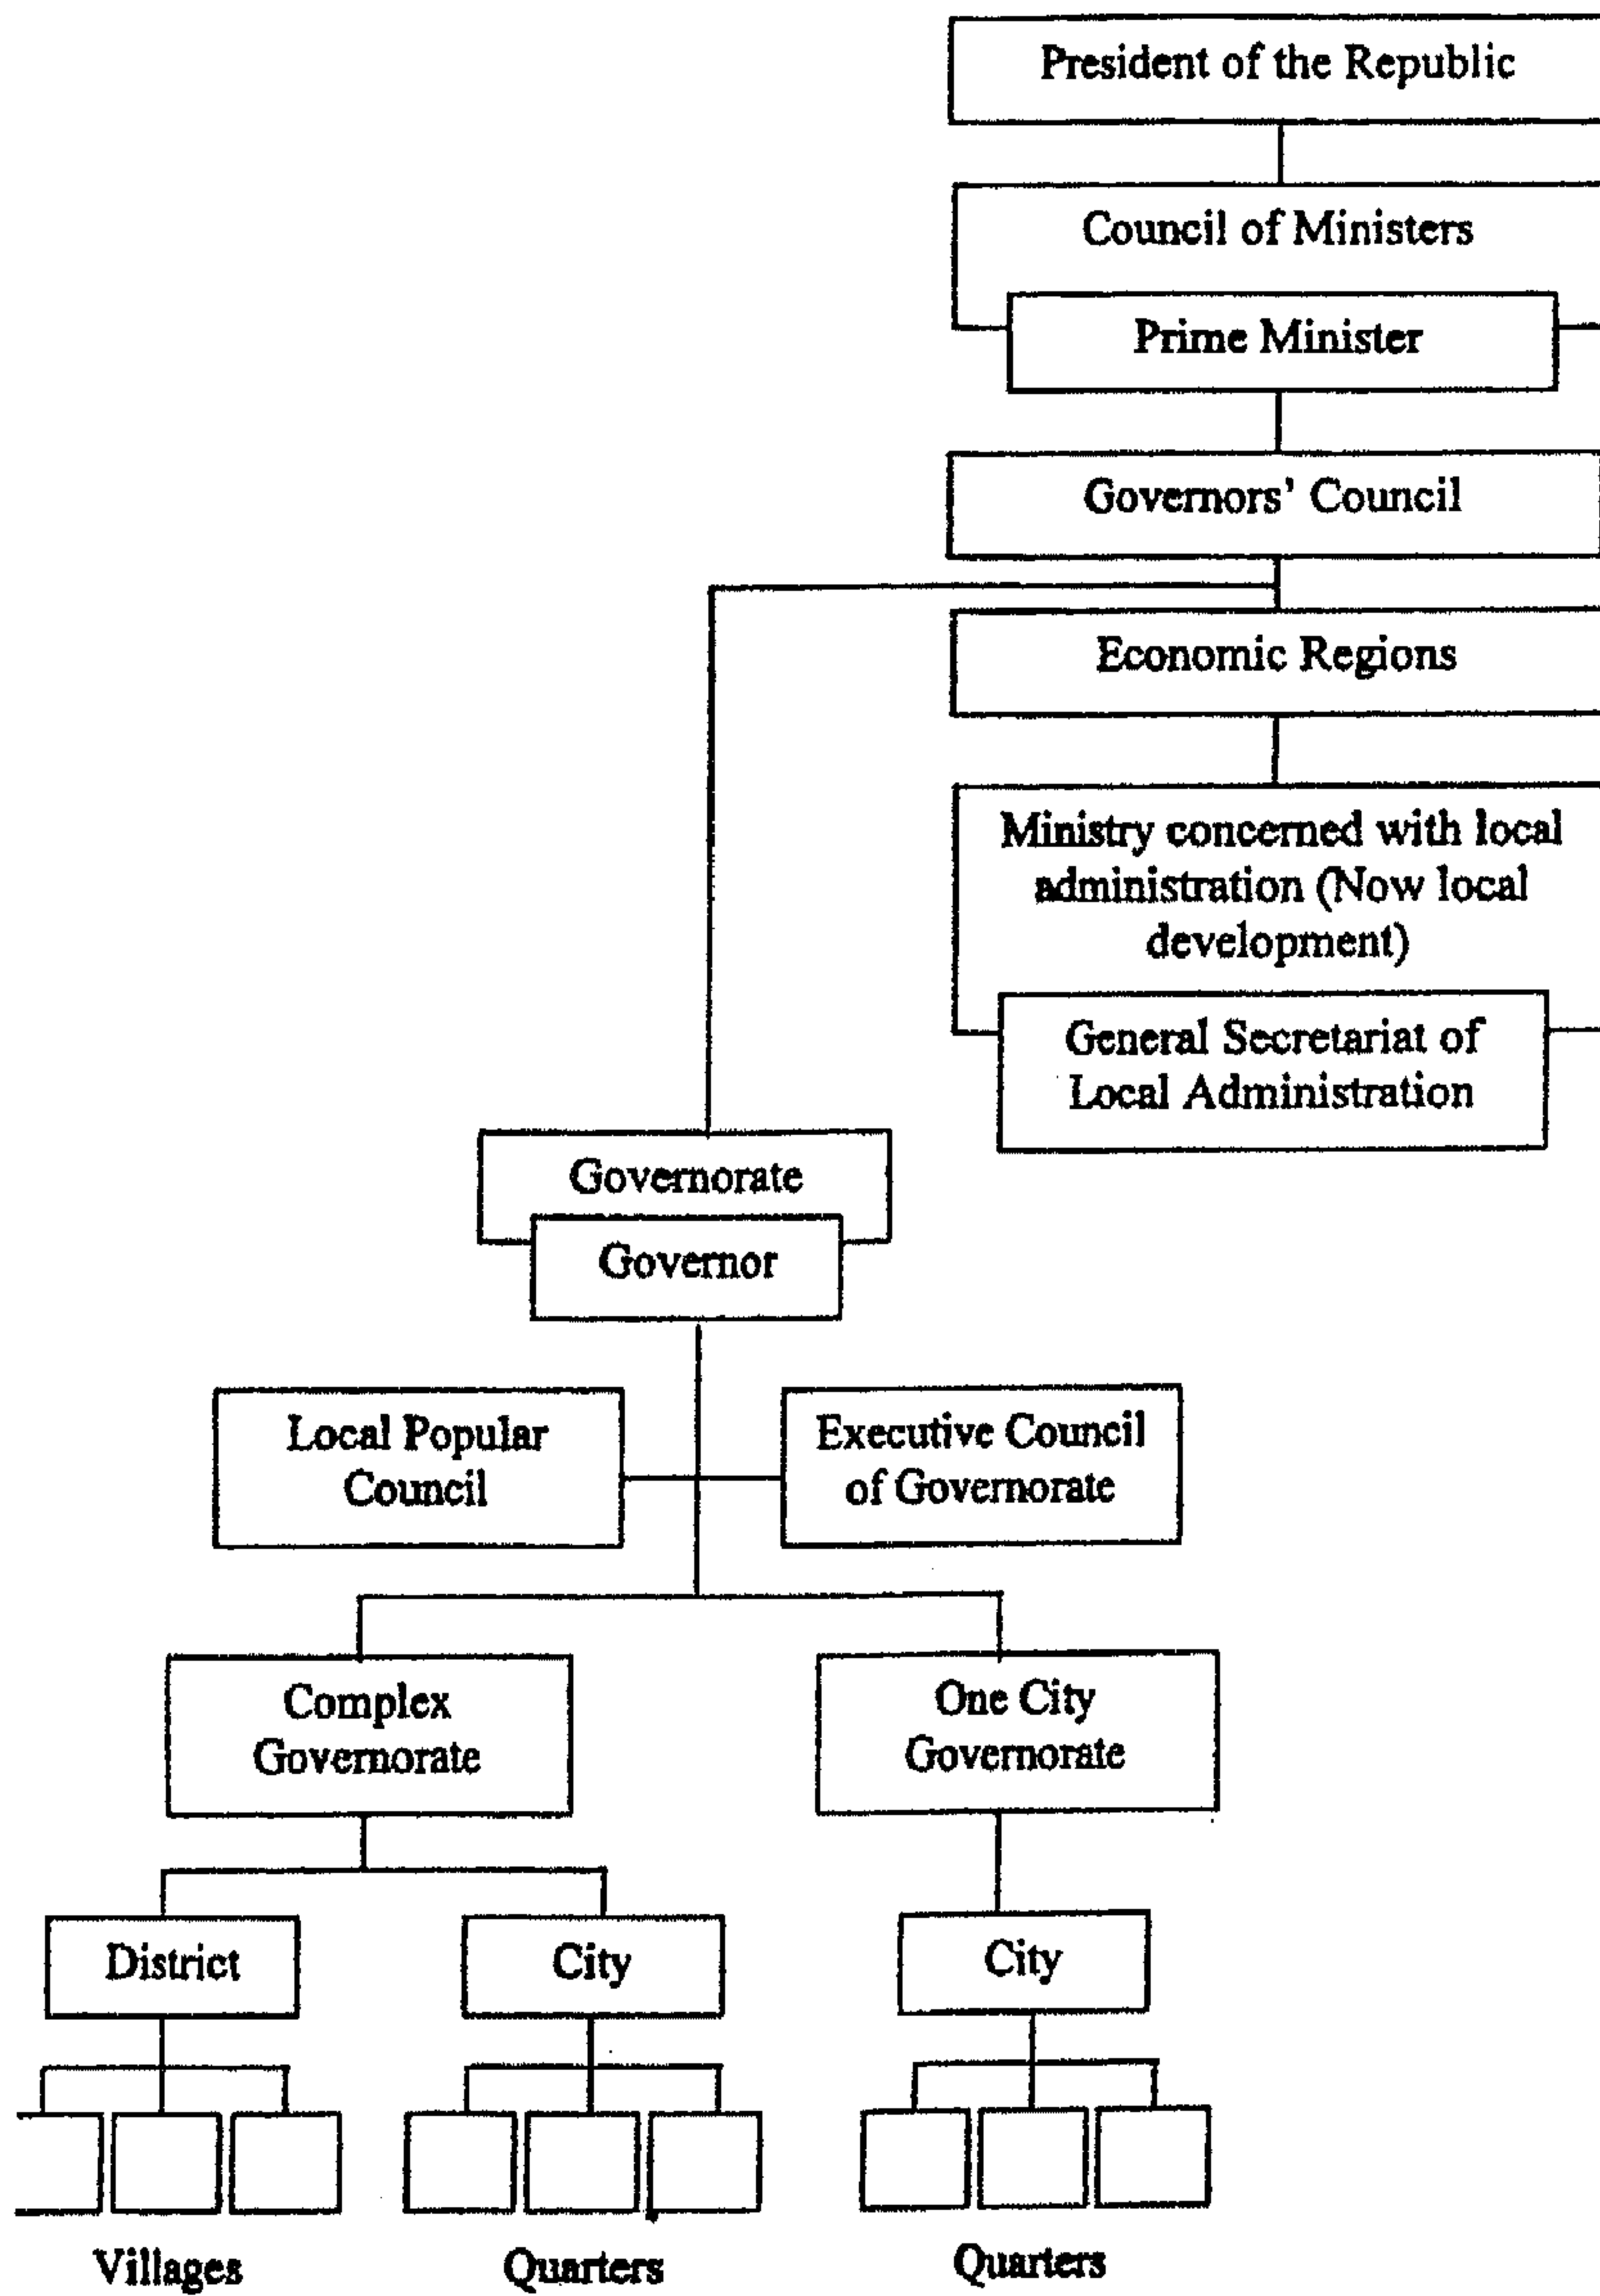 President of the Republic
Council of Ministers
Prime Minister
Governors' Council
Economic Regions
Ministry concerned with local
administration (Now local
development)
General Secretariat of
Local Administration
Governorate
Governor
Local Popular
Council
Executive Council
of Governorate
Complex
Governorate
One City
Governorate
District
City
City
Villages
Quarters
Quarters